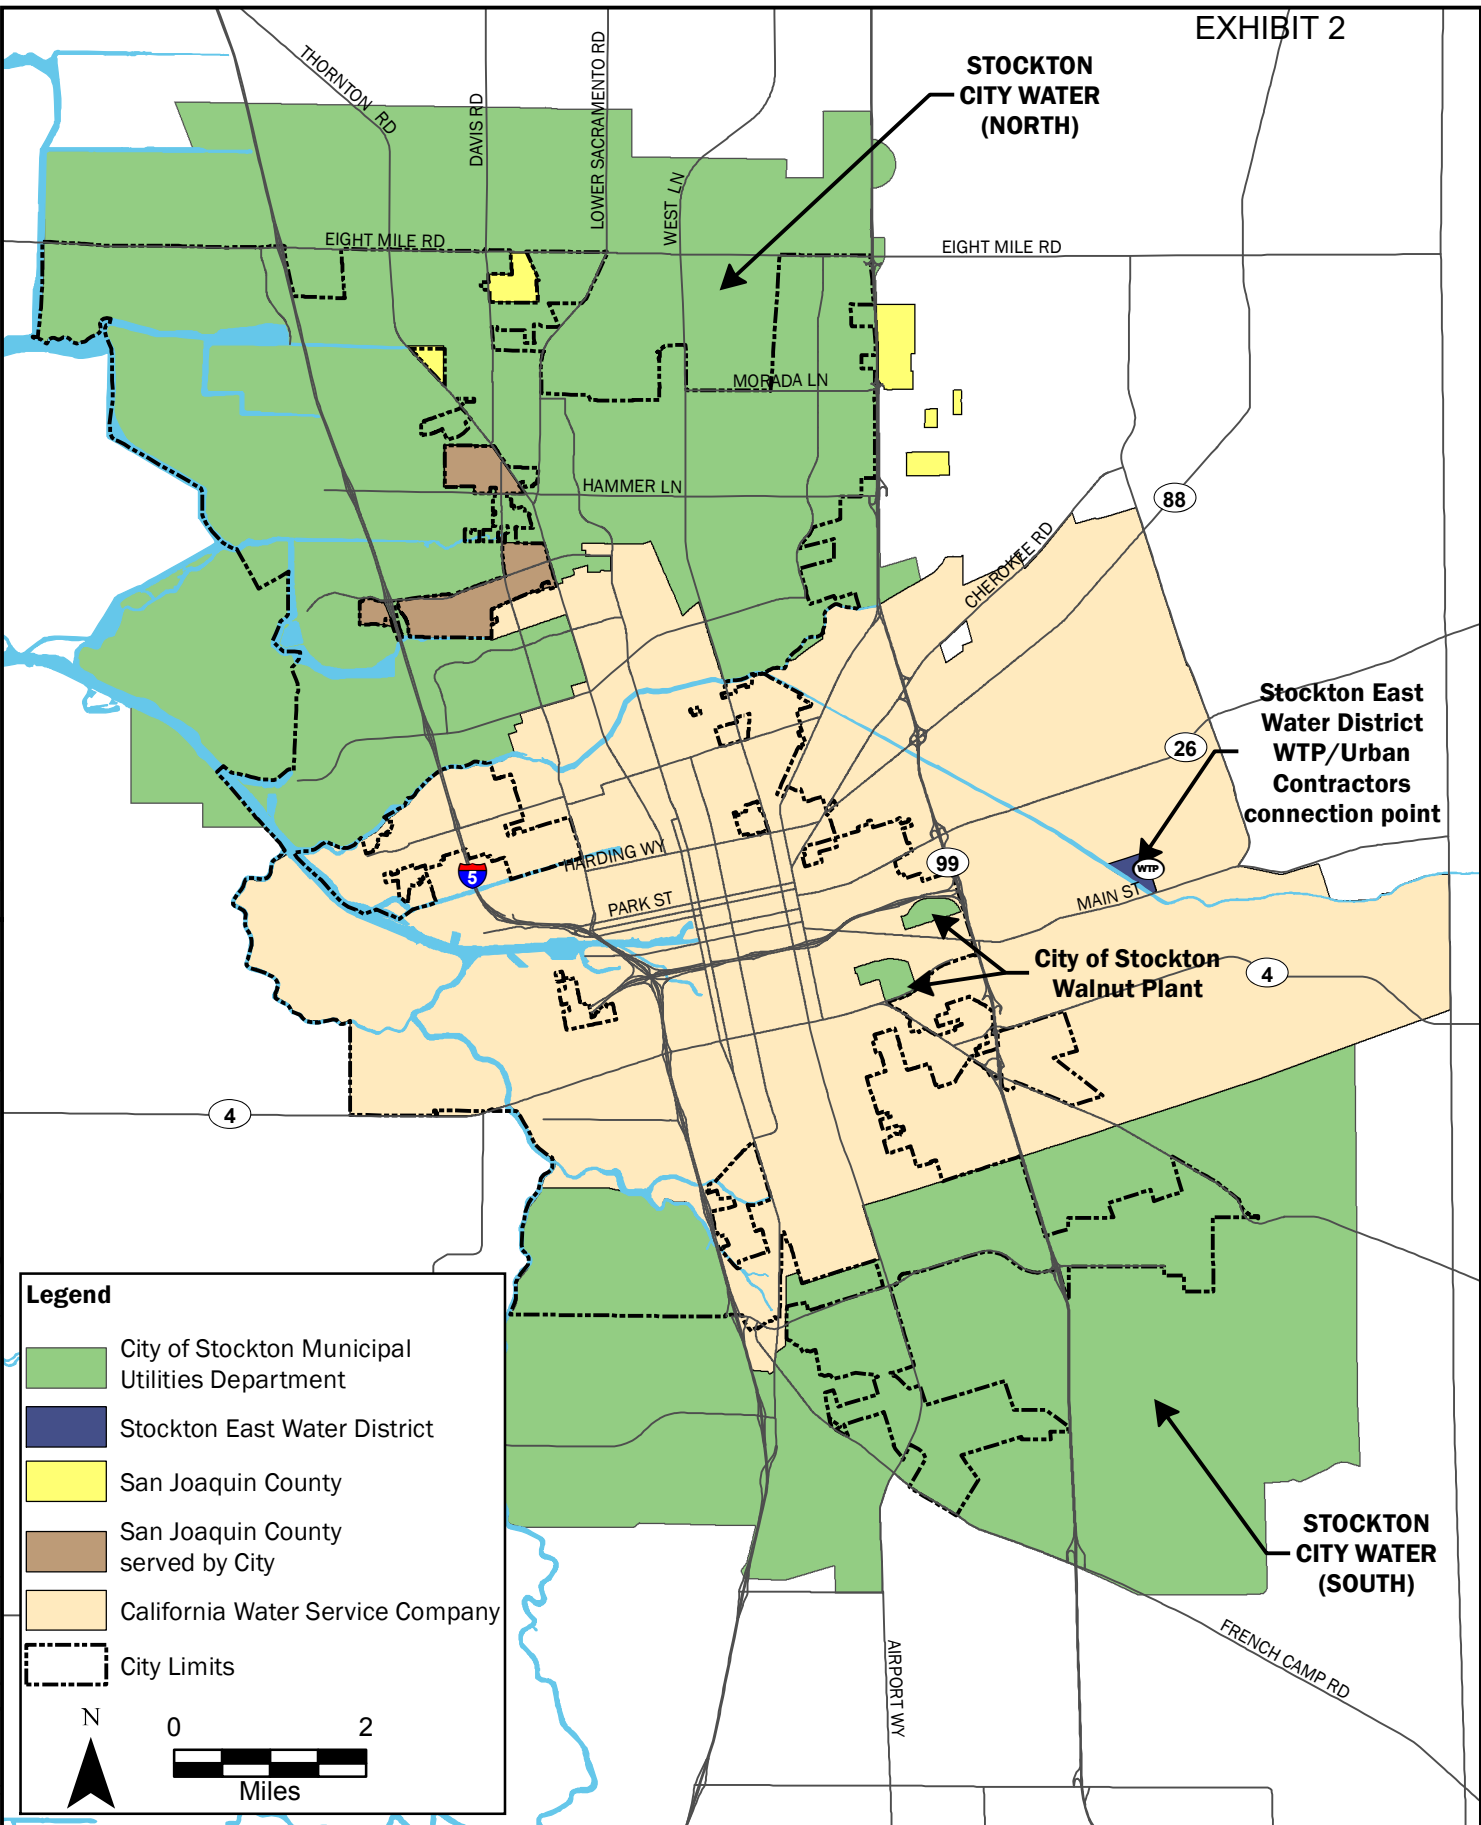 EXHIBIT 2
STOCKTON
CITY WATER
(NORTH)
THORNTON RD
DAVIS RD
LOWER SACRAMENTO RD
WEST LN
EIGHT MILE RD
EIGHT MILE RD
MORADA LN
HAMMER LN
88
CHEROKEE RD
Stockton East
Water District
WTP/Urban
Contractors
connection point
26
HARDING WY
5
99
WTP
MAIN ST
PARK ST
City of Stockton
Walnut Plant
4
4
STOCKTON
CITY WATER
(SOUTH)
FRENCH CAMP RD
AIRPORT WY
Legend
City of Stockton Municipal
Utilities Department
Stockton East Water District
San Joaquin County
San Joaquin County
served by City
California Water Service Company
City Limits
N
0 2
Miles